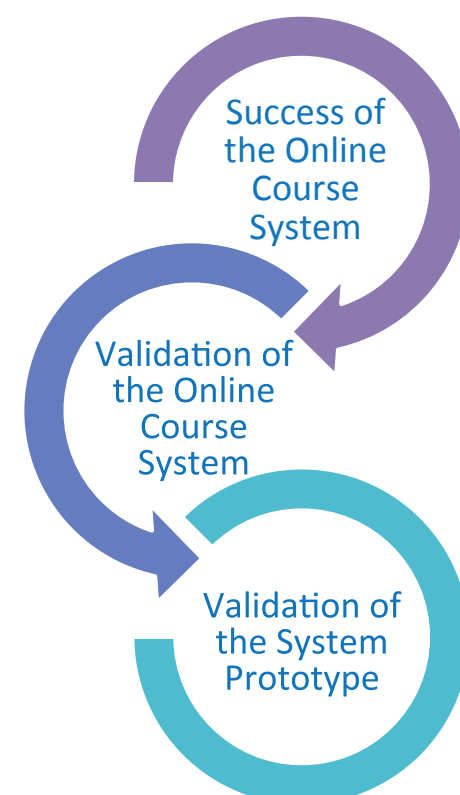 Success of
the Online
Course
System
Validation of
the Online
Course
System
Validation of
the System
Prototype